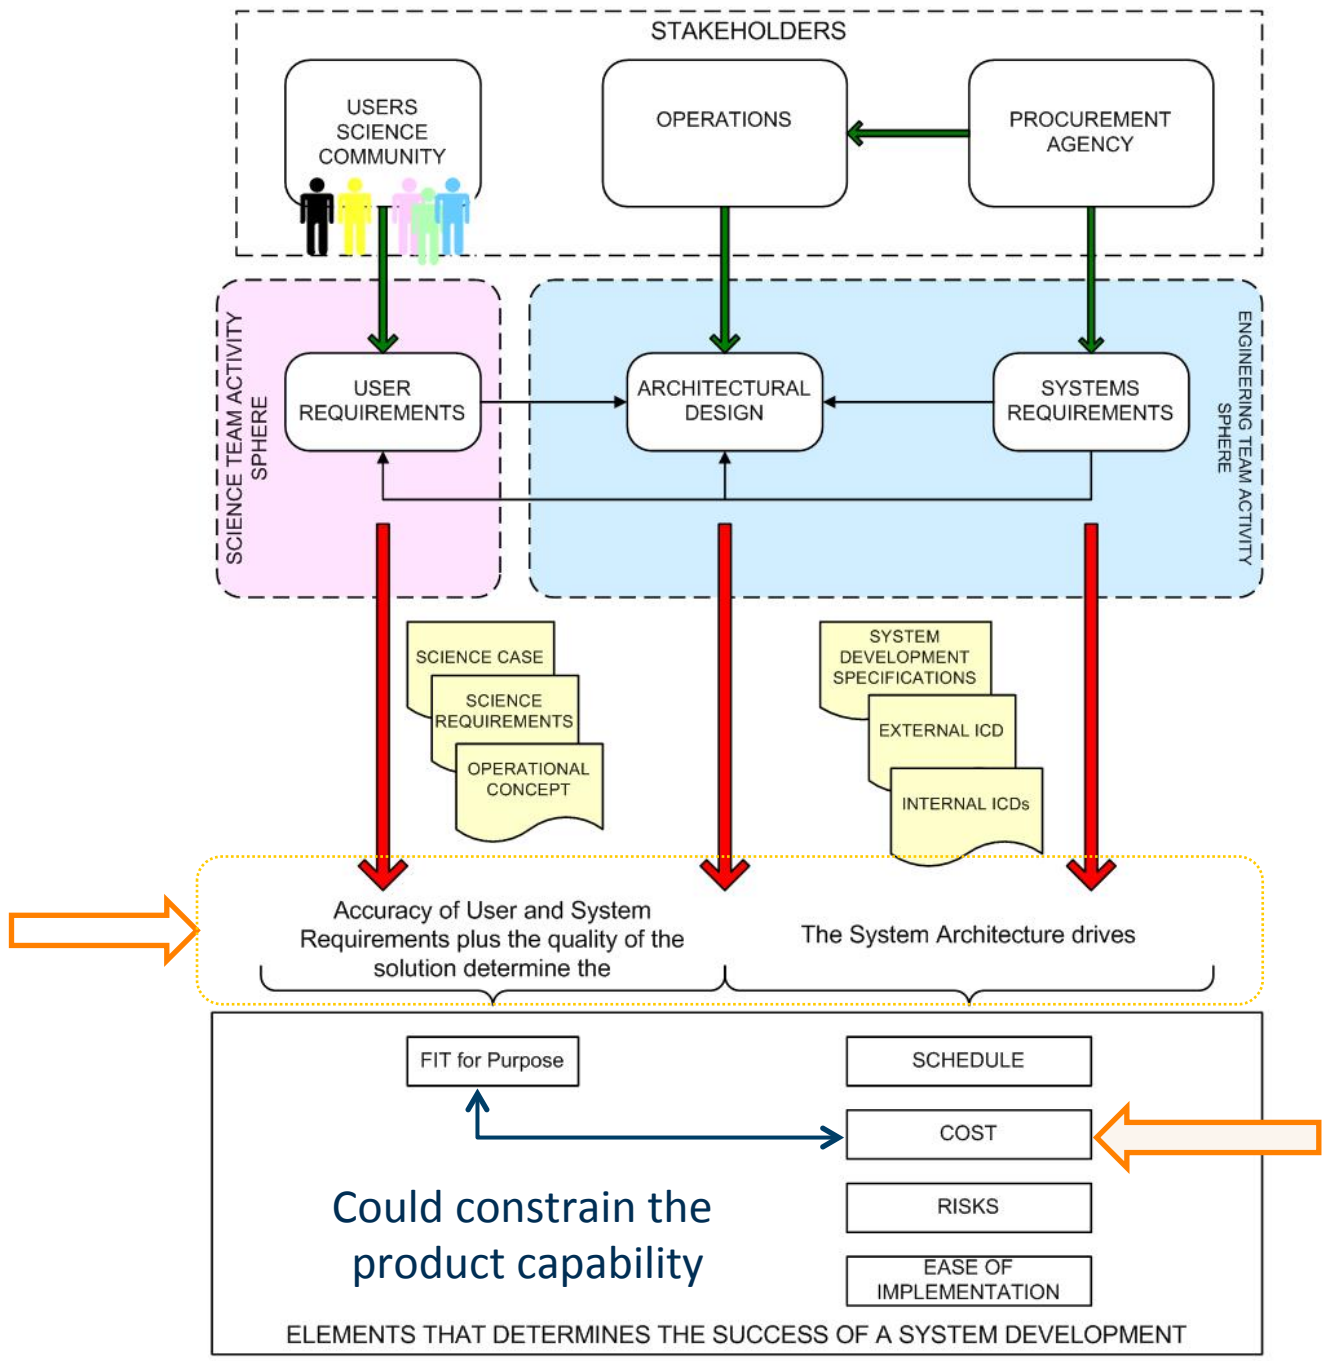 STAKEHOLDERS
USERS
SCIENCE
COMMUNITY
OPERATIONS
PROCUREMENT
AGENCY
SCIENCE TEAM ACTIVITY
SPHERE
USER
REQUIREMENTS
ARCHITECTURAL
DESIGN
SYSTEMS
REQUIREMENTS
ENGINEERING TEAM ACTIVITY
SPHERE
SCIENCE CASE
SCIENCE
REQUIREMENTS
OPERATIONAL
CONCEPT
SYSTEM
DEVELOPMENT
SPECIFICATIONS
EXTERNAL ICD
INTERNAL ICDs
Accuracy of User and System
Requirements plus the quality of the
solution determine the
The System Architecture drives
FIT for Purpose
SCHEDULE
COST
Could constrain the
product capability
RISKS
EASE OF
IMPLEMENTATION
ELEMENTS THAT DETERMINES THE SUCCESS OF A SYSTEM DEVELOPMENT